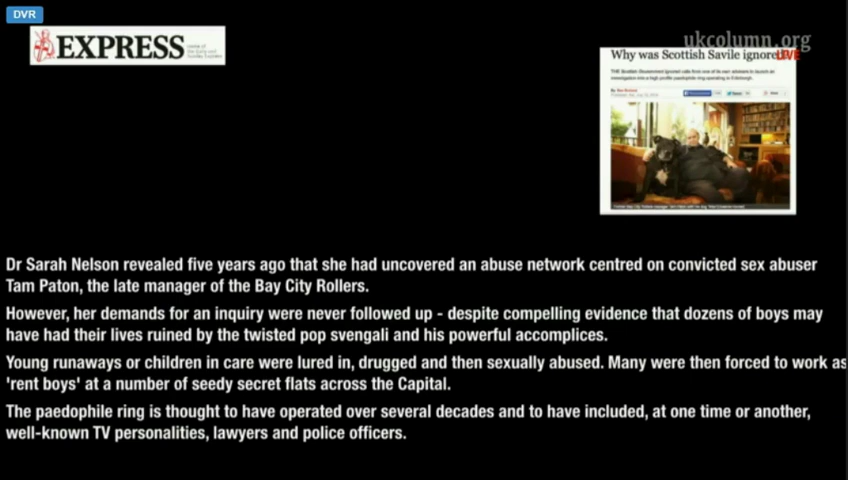 DVR
EXPRESS
ukcolumn.org
Why was Scottish Savile ignored
LIVE
Dr Sarah Nelson revealed five years ago that she had uncovered an abuse network centred on convicted sex abuser
Tam Paton, the late manager of the Bay City Rollers.
However, her demands for an inquiry were never followed up - despite compelling evidence that dozens of boys may
have had their lives ruined by the twisted pop svengali and his powerful accomplices.
Young runaways or children in care were lured in, drugged and then sexually abused. Many were then forced to work as
'rent boys' at a number of seedy secret flats across the Capital.
The paedophile ring is thought to have operated over several decades and to have included, at one time or another,
well-known TV personalities, lawyers and police officers.